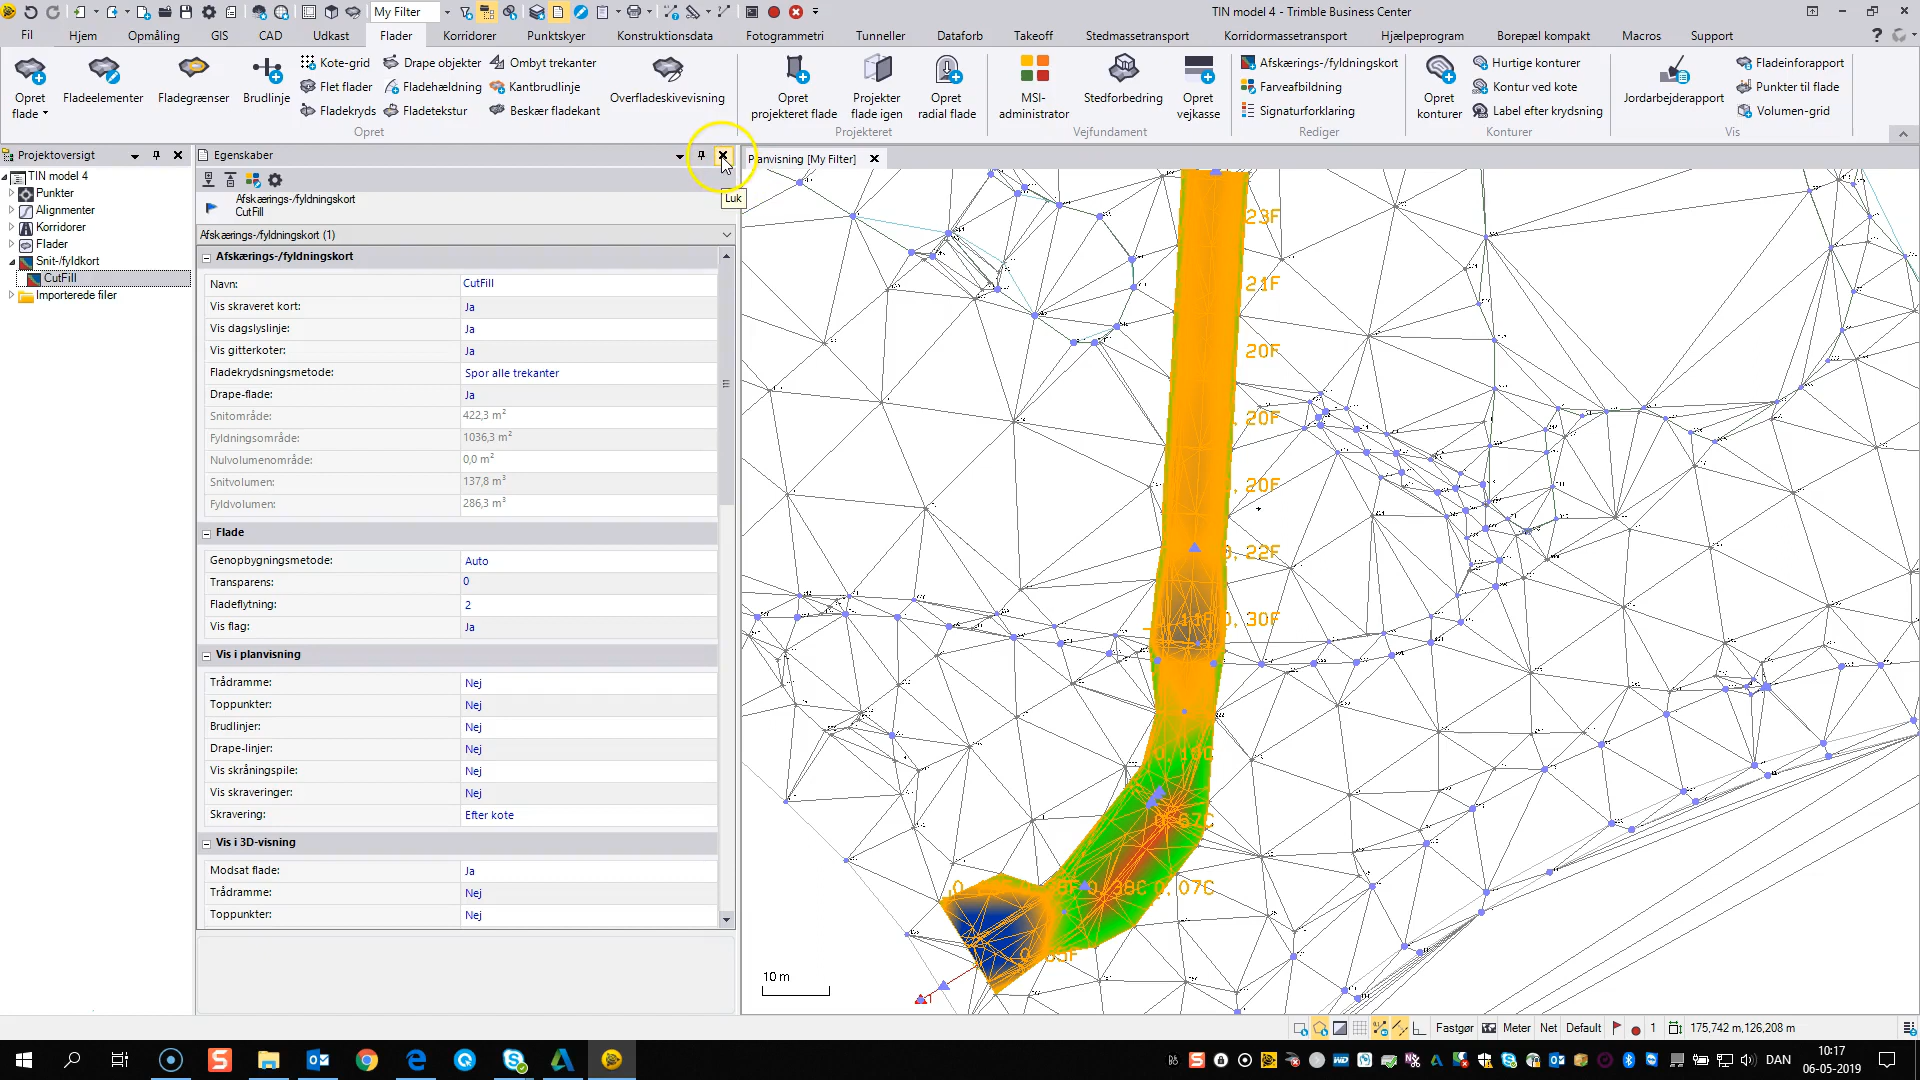 My Filter
TIN model 4 - Trimble Business Center
Fil Hjem Opmåling GIS CAD Udkast Flader Korridorer Punktskyer Konstruktionsdata Fotogrammetri Tunneller Dataforb Takeoff Stedmassetransport Korridormassetransport Hjælpeprogram Borepæl kompakt Macros Support
Opret flade
Fladeelementer
Fladegrænser
Brudlinje
Kote-grid
Flet flader
Fladekryds
Drape objekter
Fladehældning
Fladetekstur
Ombyt trekanter
Kantbrudlinje
Beskær fladekant
Overfladeskivevisning
Opret
Opret projekteret flade
Projekter flade igen
Opret radial flade
Projekteret
MSI-administrator
Stedforbedring
Opret vejkasse
Vejfundament
Afskærings-/fyldningskort
Farveafbildning
Signaturforklaring
Rediger
Opret konturer
Hurtige konturer
Kontur ved kote
Label efter krydsning
Konturer
Jordarbejderapport
Fladeinforapport
Punkter til flade
Volumen-grid
Vis
Projektoversigt
TIN model 4
Punkter
Alignmenter
Korridorer
Flader
Snit-/fyldkort
CutFill
Importerede filer
Egenskaber
Luk
Afskærings-/fyldningskort
CutFill
Afskærings-/fyldningskort (1)
Afskærings-/fyldningskort
Navn: CutFill
Vis skraveret kort: Ja
Vis dagslyslinje: Ja
Vis gitterkoter: Ja
Fladekrydsningsmetode: Spor alle trekanter
Drape-flade: Ja
Snitområde: 422,3 m²
Fyldningsområde: 1036,3 m²
Nulvolumenområde: 0,0 m²
Snitvolumen: 137,8 m³
Fyldvolumen: 286,3 m³
Flade
Genopbygningsmetode: Auto
Transparens: 0
Fladeflytning: 2
Vis flag: Ja
Vis i planvisning
Trådramme: Nej
Toppunkter: Nej
Brudlinjer: Nej
Drape-linjer: Nej
Vis skråningspile: Nej
Vis skraveringer: Nej
Skravering: Efter kote
Vis i 3D-visning
Modsat flade: Ja
Trådramme: Nej
Toppunkter: Nej
Planvisning [My Filter]
23F
21F
20F
, 20F
, 20F
22F
0,30F
0,38C 0,07C
10 m
Fastgør Meter Net Default 1 175,742 m,126,208 m
DAN
10:17
06-05-2019